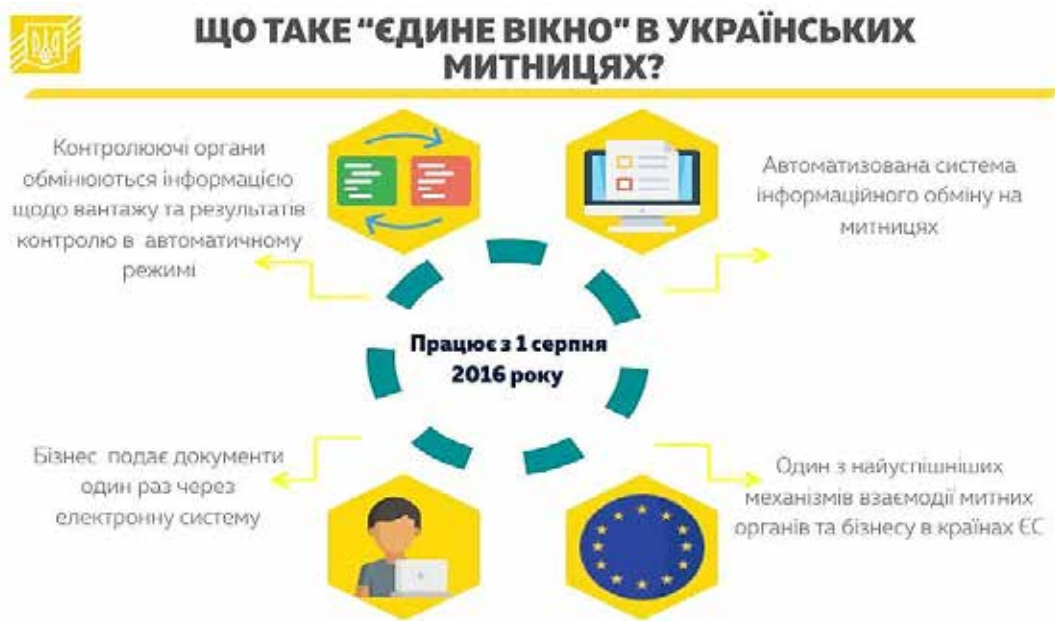 ЩО ТАКЕ “ЄДИНЕ ВІКНО” В УКРАЇНСЬКИХ
МИТНИЦЯХ?
Контролюючі органи
обмінюються інформацією
щодо вантажу та результатів
контролю в автоматичному
режимі
Автоматизована система
інформаційного обміну на
митницях
Працює з 1 серпня
2016 року
Бізнес подає документи
один раз через
електронну систему
Один з найуспішніших
механізмів взаємодії митних
органів та бізнесу в країнах ЄС